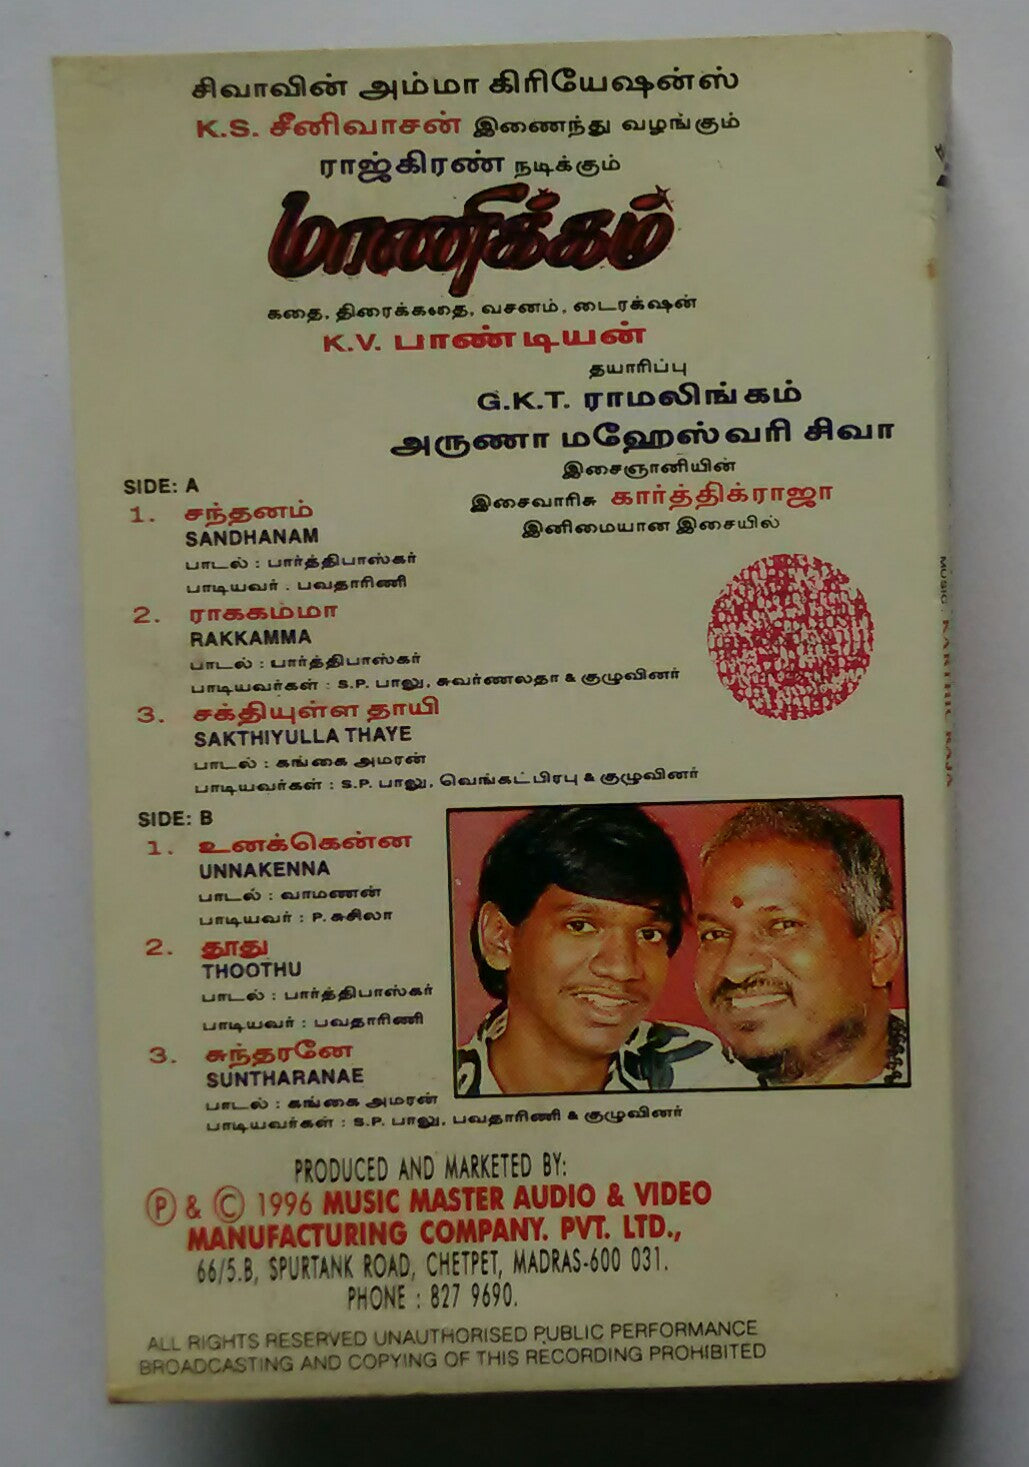 சிவாவின் அம்மா கிரியேஷன்ஸ்
K.S. சீனிவாசன் இணைந்து வழங்கும்
ராஜ்கிரண் நடிக்கும்
மாணிக்கம்
கதை, திரைக்கதை, வசனம், டைரக்ஷன்
K.V. பாண்டியன்
தயாரிப்பு
G.K.T. ராமலிங்கம்
அருணா மஹேஸ்வரி சிவா
இசைஞானியின்
இசைவாரிசு கார்த்திக்ராஜா
இனிமையான இசையில்
SIDE: A
1. சந்தனம்
SANDHANAM
பாடல் : பார்த்திபாஸ்கர்
பாடியவர் . பவதாரிணி
2. ராககம்மா
RAKKAMMA
பாடல் : பார்த்திபாஸ்கர்
பாடியவர்கள் : S.P. பாலு, சுவர்ணலதா & குழுவினர்
3. சக்தியுள்ள தாயி
SAKTHIYULLA THAYE
பாடல் : கங்கை அமரன்
பாடியவர்கள் : S.P. பாலு, வெங்கட்பிரபு & குழுவினர்
SIDE: B
1. உனக்கென்ன
UNNAKENNA
பாடல் : வாமணன்
பாடியவர் : P. சுசிலா
2. தூது
THOOTHU
பாடல் : பார்த்திபாஸ்கர்
பாடியவர் : பவதாரிணி
3. சுந்தரனே
SUNTHARANAE
பாடல் : கங்கை அமரன்
பாடியவர்கள் : S.P. பாலு, பவதாரிணி & குழுவினர்
PRODUCED AND MARKETED BY:
Ⓟ & © 1996 MUSIC MASTER AUDIO & VIDEO
MANUFACTURING COMPANY. PVT. LTD.,
66/5.B, SPURTANK ROAD, CHETPET, MADRAS-600 031.
PHONE : 827 9690.
ALL RIGHTS RESERVED UNAUTHORISED PUBLIC PERFORMANCE
BROADCASTING AND COPYING OF THIS RECORDING PROHIBITED
MUSIC : KARTHIC RAJA